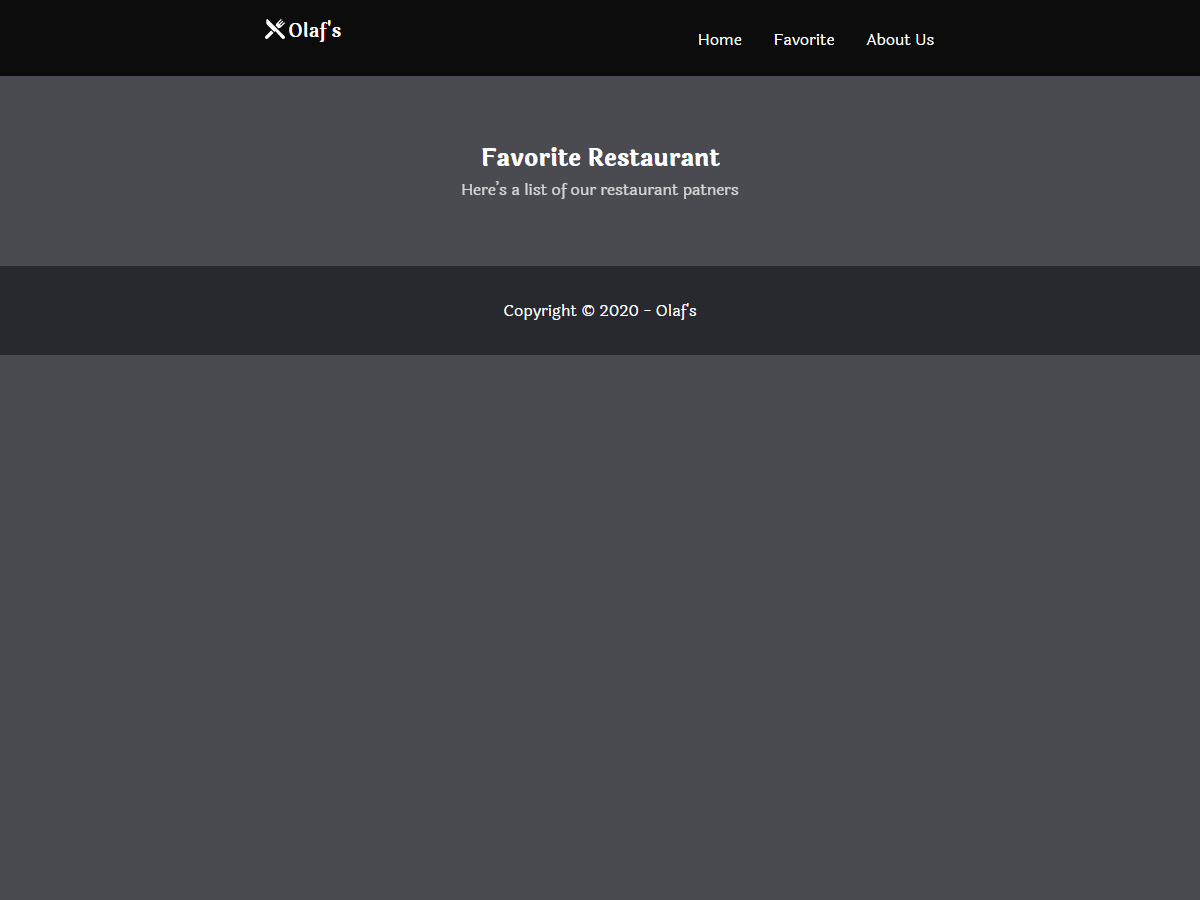 Olaf's
Home Favorite About Us
Favorite Restaurant
Here's a list of our restaurant patners
Copyright © 2020 - Olaf's